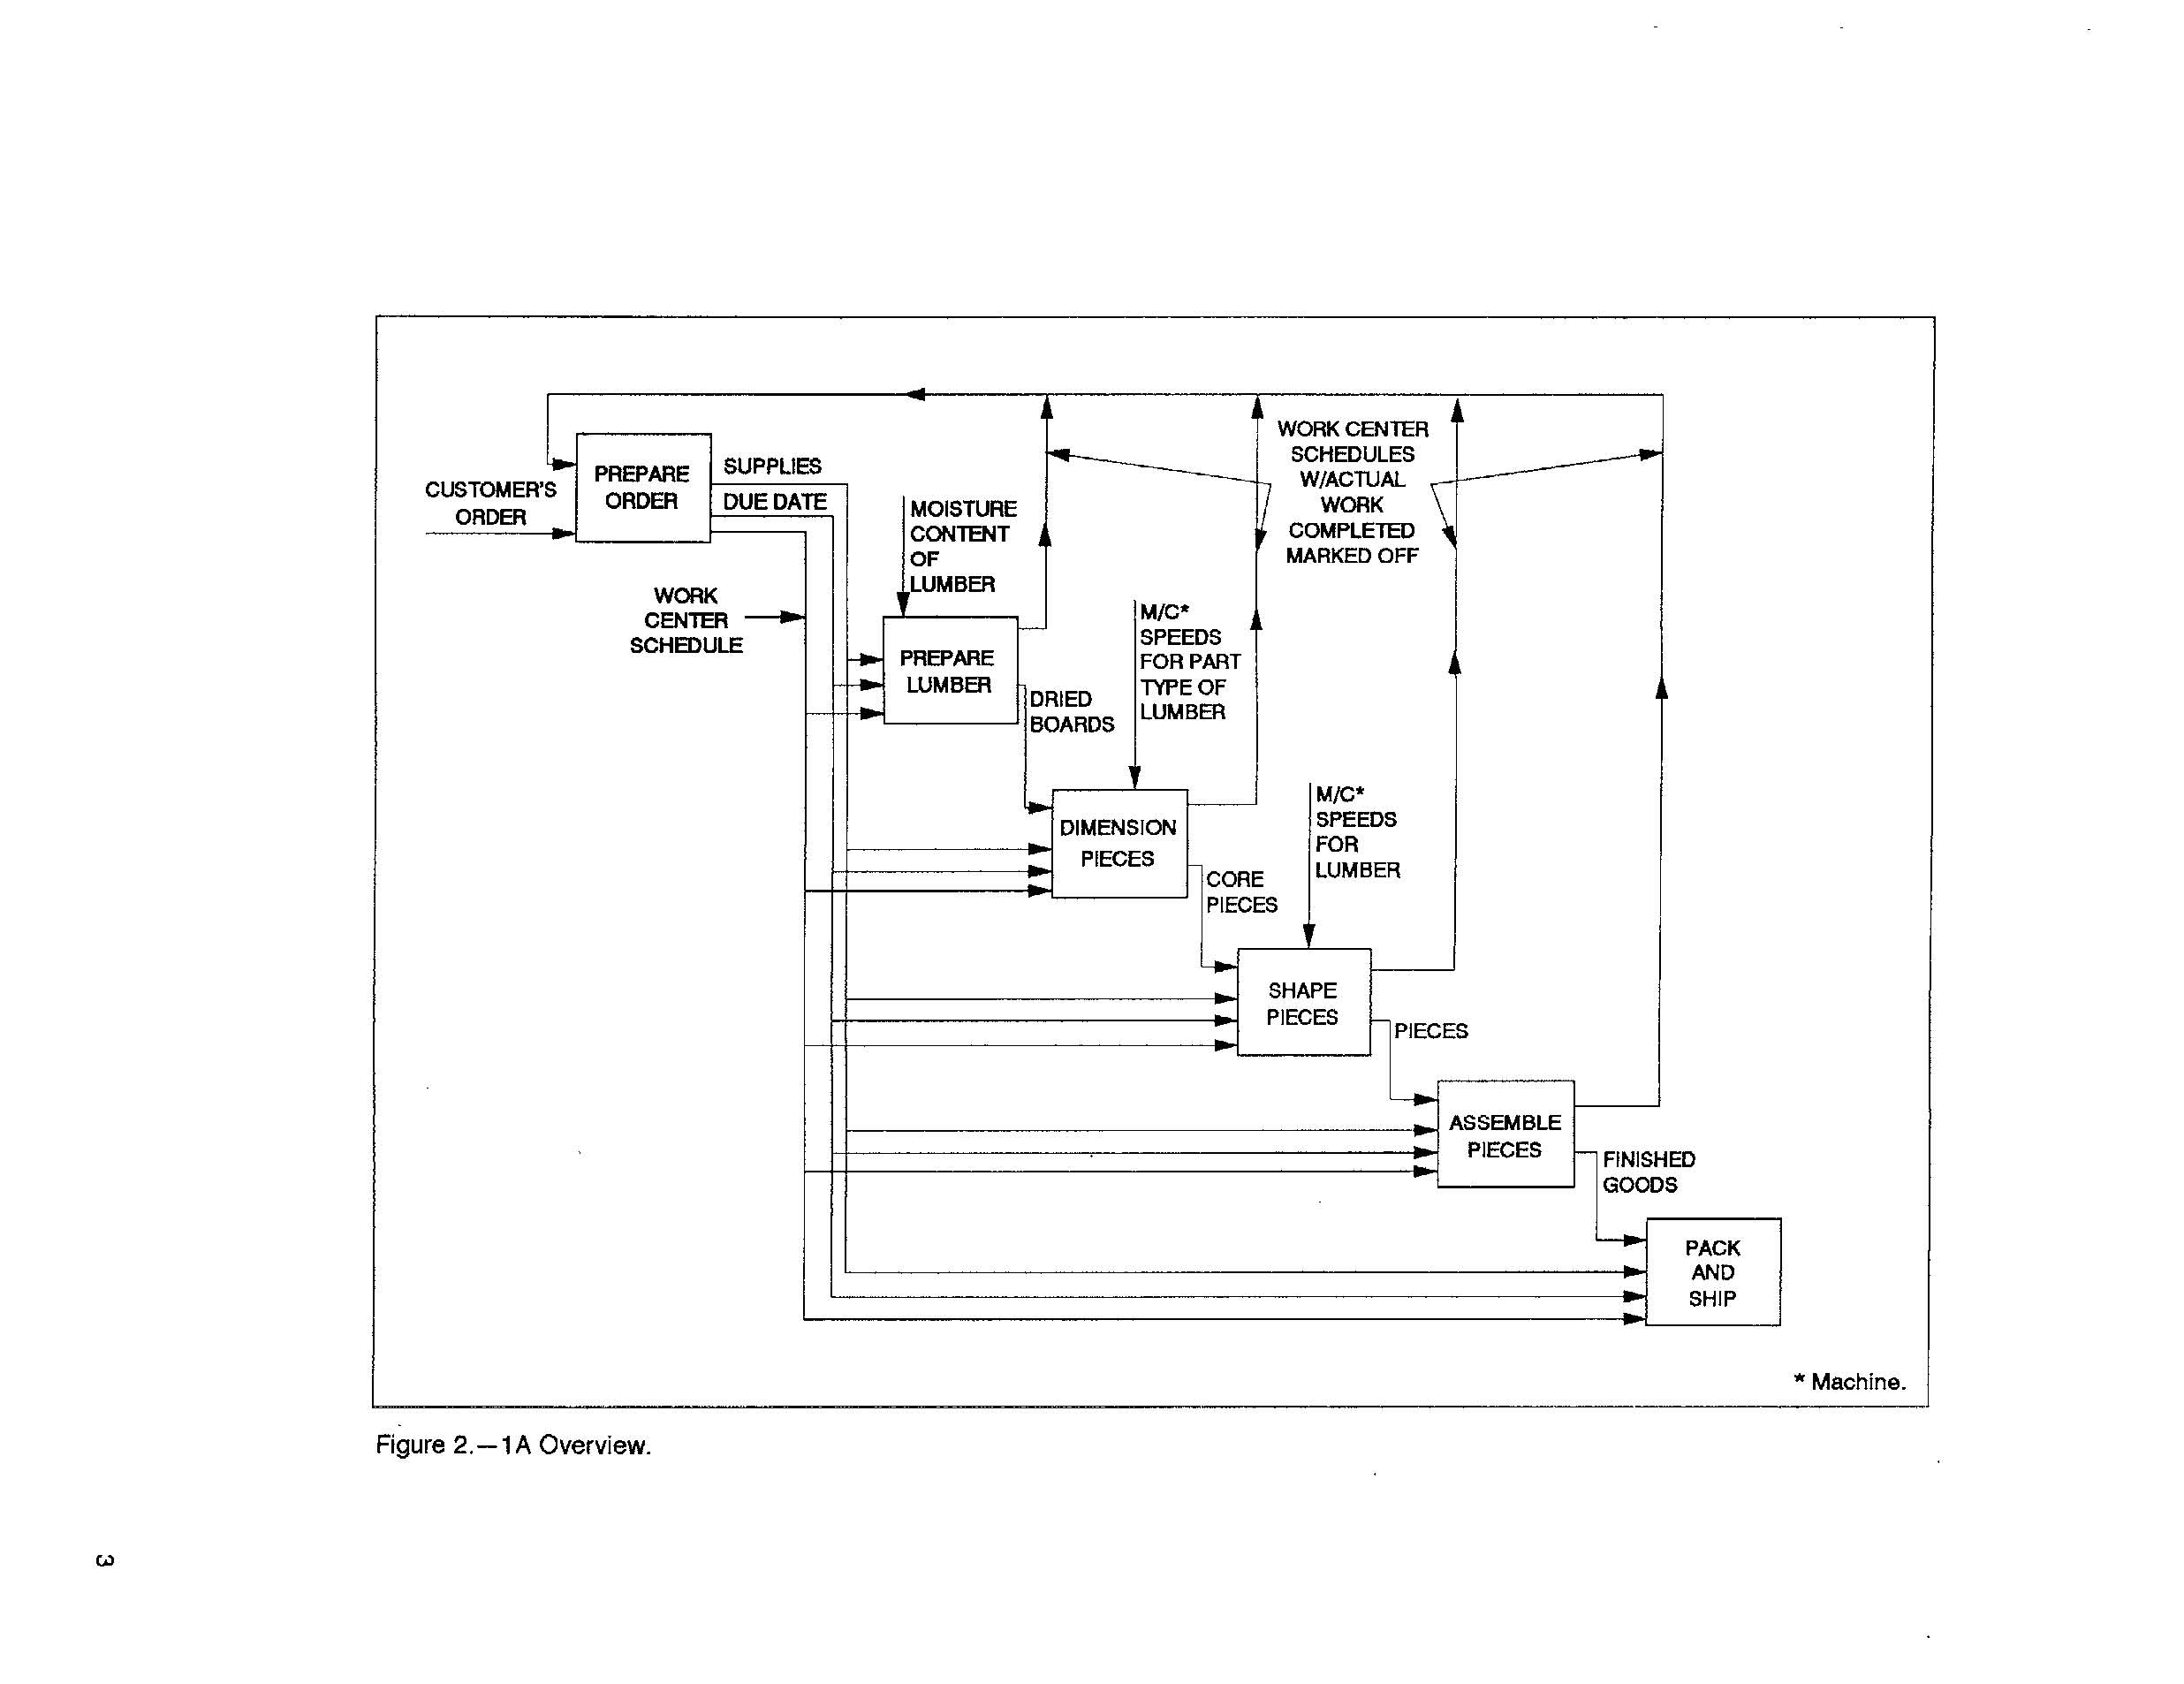 CUSTOMER'S
ORDER
PREPARE
ORDER
SUPPLIES
DUE DATE
WORK
CENTER
SCHEDULE
MOISTURE
CONTENT
OF
LUMBER
PREPARE
LUMBER
DRIED
BOARDS
M/C*
SPEEDS
FOR PART
TYPE OF
LUMBER
WORK CENTER
SCHEDULES
W/ACTUAL
WORK
COMPLETED
MARKED OFF
DIMENSION
PIECES
CORE
PIECES
M/C*
SPEEDS
FOR
LUMBER
SHAPE
PIECES
PIECES
ASSEMBLE
PIECES
FINISHED
GOODS
PACK
AND
SHIP
* Machine.
Figure 2.—1A Overview.
3